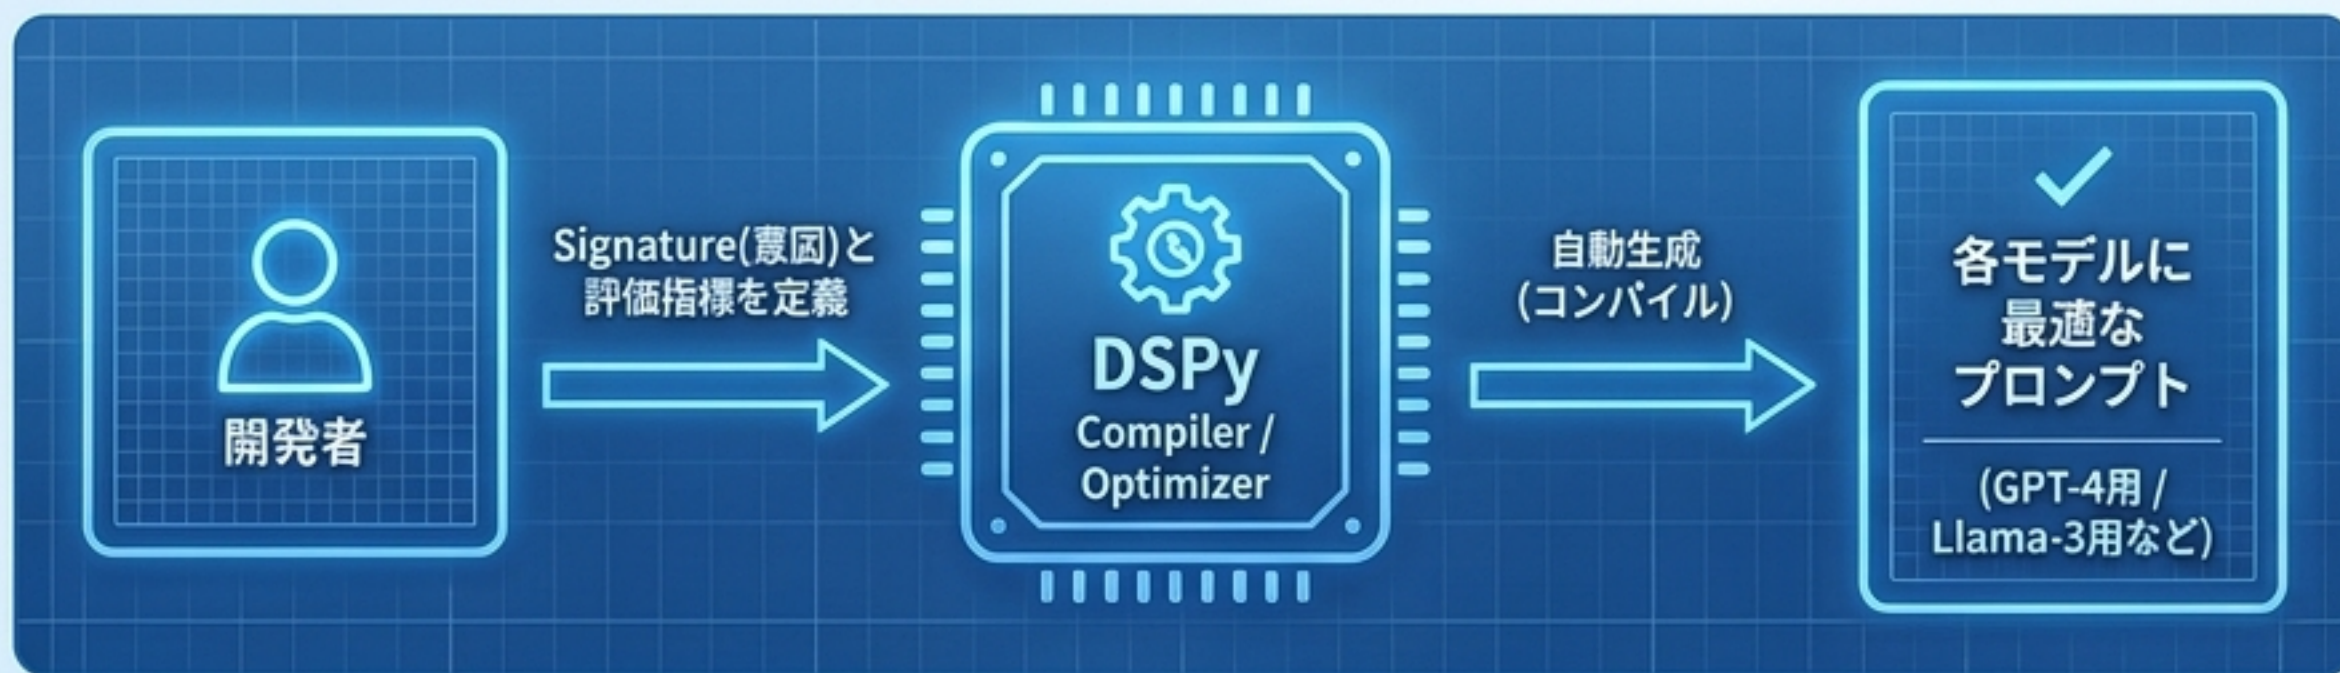 開発者
Signature(意図)と
評価指標を定義
DSPy
Compiler /
Optimizer
自動生成
(コンパイル)
各モデルに
最適な
プロンプト
(GPT-4用 /
Llama-3用など)